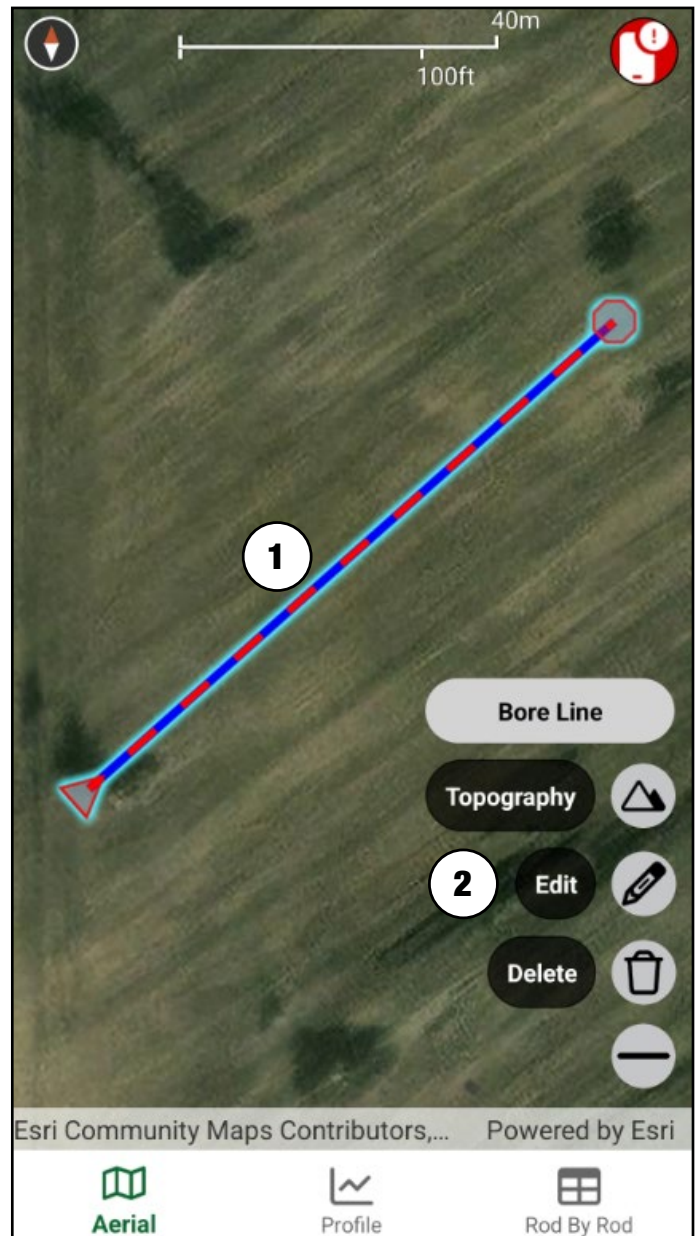 40m
100ft
!
1
Bore Line
Topography
2
Edit
Delete
Esri Community Maps Contributors,... Powered by Esri
Aerial
Profile
Rod By Rod